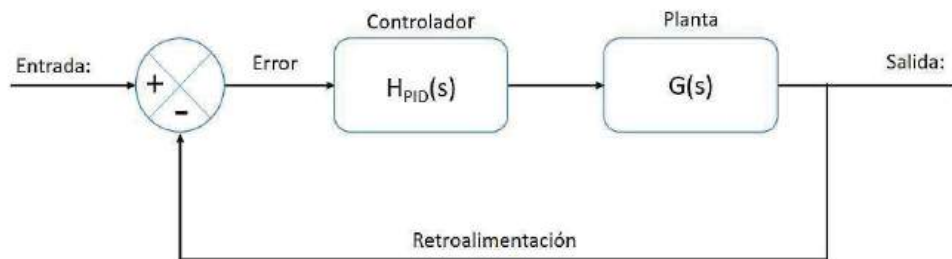 Controlador
Planta
Entrada:
+
-
Error
H_PID(s)
G(s)
Salida:
Retroalimentación